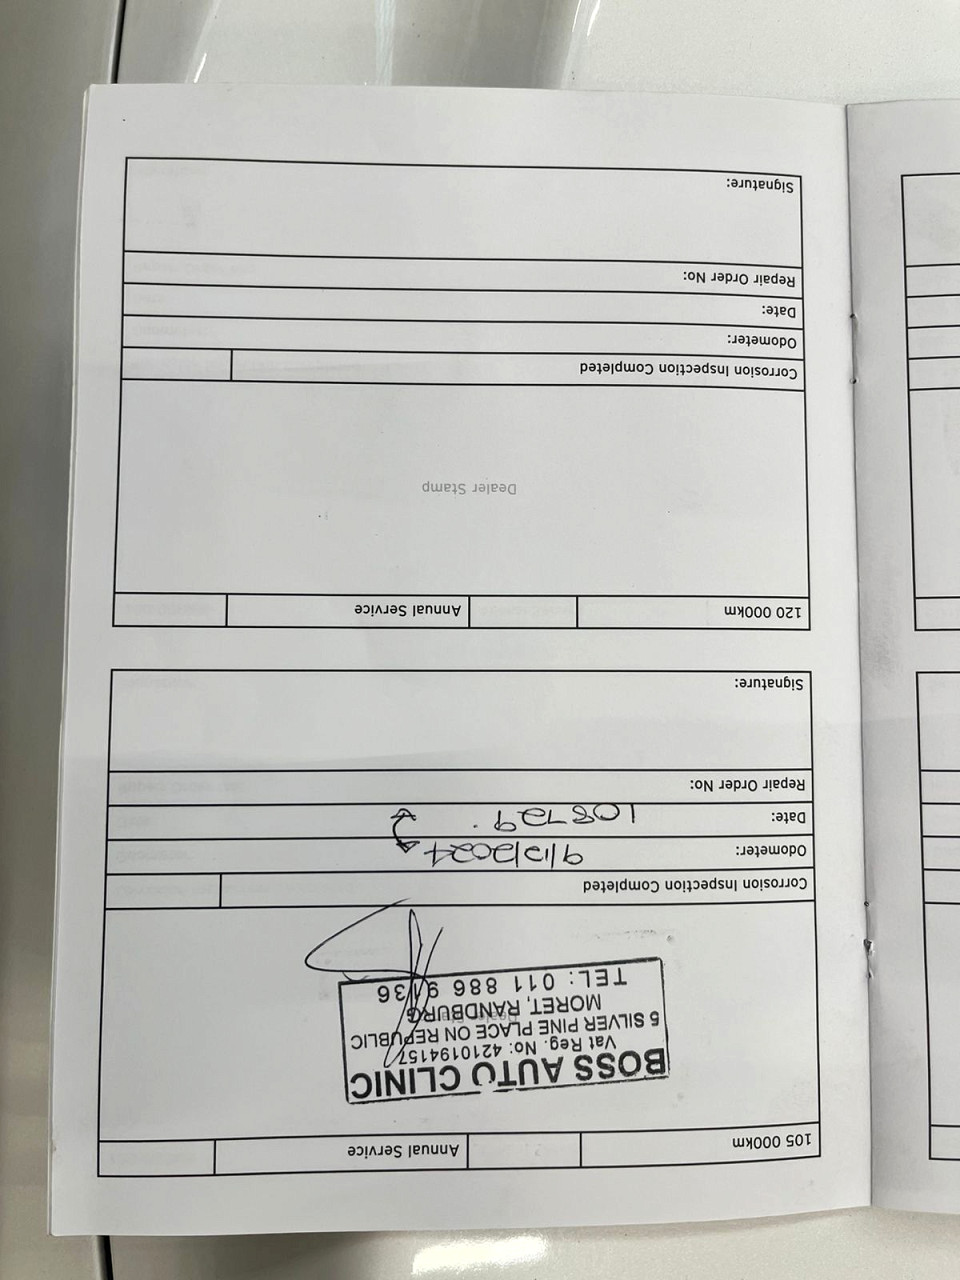 105 000km Annual Service
BOSS AUTO CLINIC
Vat Reg. No: 4210194157
5 SILVER PINE PLACE ON REPUBLIC
MORET, RANDBURG
TEL: 011 886 9136
Corrosion Inspection Completed
Odometer: 9/12/2024
Date: 108729
Repair Order No:
Signature:
120 000km Annual Service
Dealer Stamp
Corrosion Inspection Completed
Odometer:
Date:
Repair Order No:
Signature: